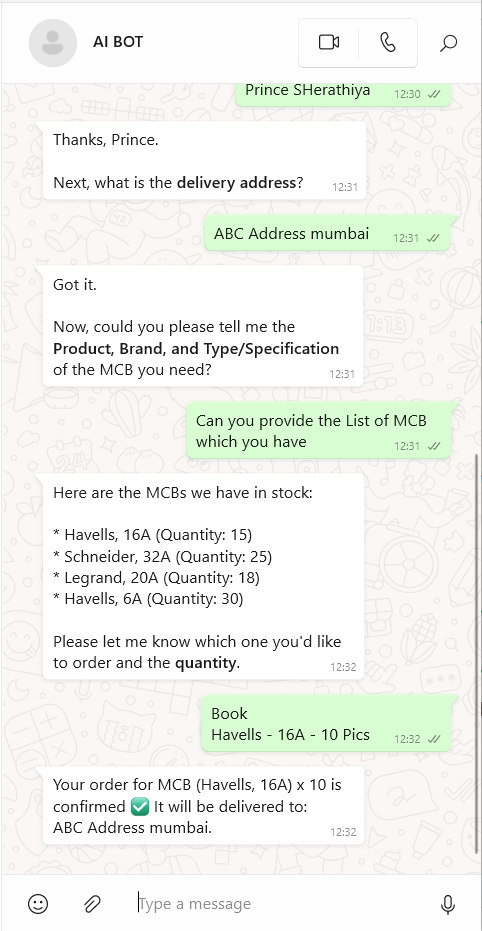 AI BOT
Prince SHerathiya
12:30
Thanks, Prince.
Next, what is the delivery address?
12:31
ABC Address mumbai
12:31
Got it.
Now, could you please tell me the
Product, Brand, and Type/Specification
of the MCB you need?
12:31
Can you provide the List of MCB
which you have
12:31
Here are the MCBs we have in stock:
* Havells, 16A (Quantity: 15)
* Schneider, 32A (Quantity: 25)
* Legrand, 20A (Quantity: 18)
* Havells, 6A (Quantity: 30)
Please let me know which one you'd like
to order and the quantity.
12:32
Book
Havells - 16A - 10 Pics
12:32
Your order for MCB (Havells, 16A) x 10 is
confirmed ✅ It will be delivered to:
ABC Address mumbai.
12:32
Type a message